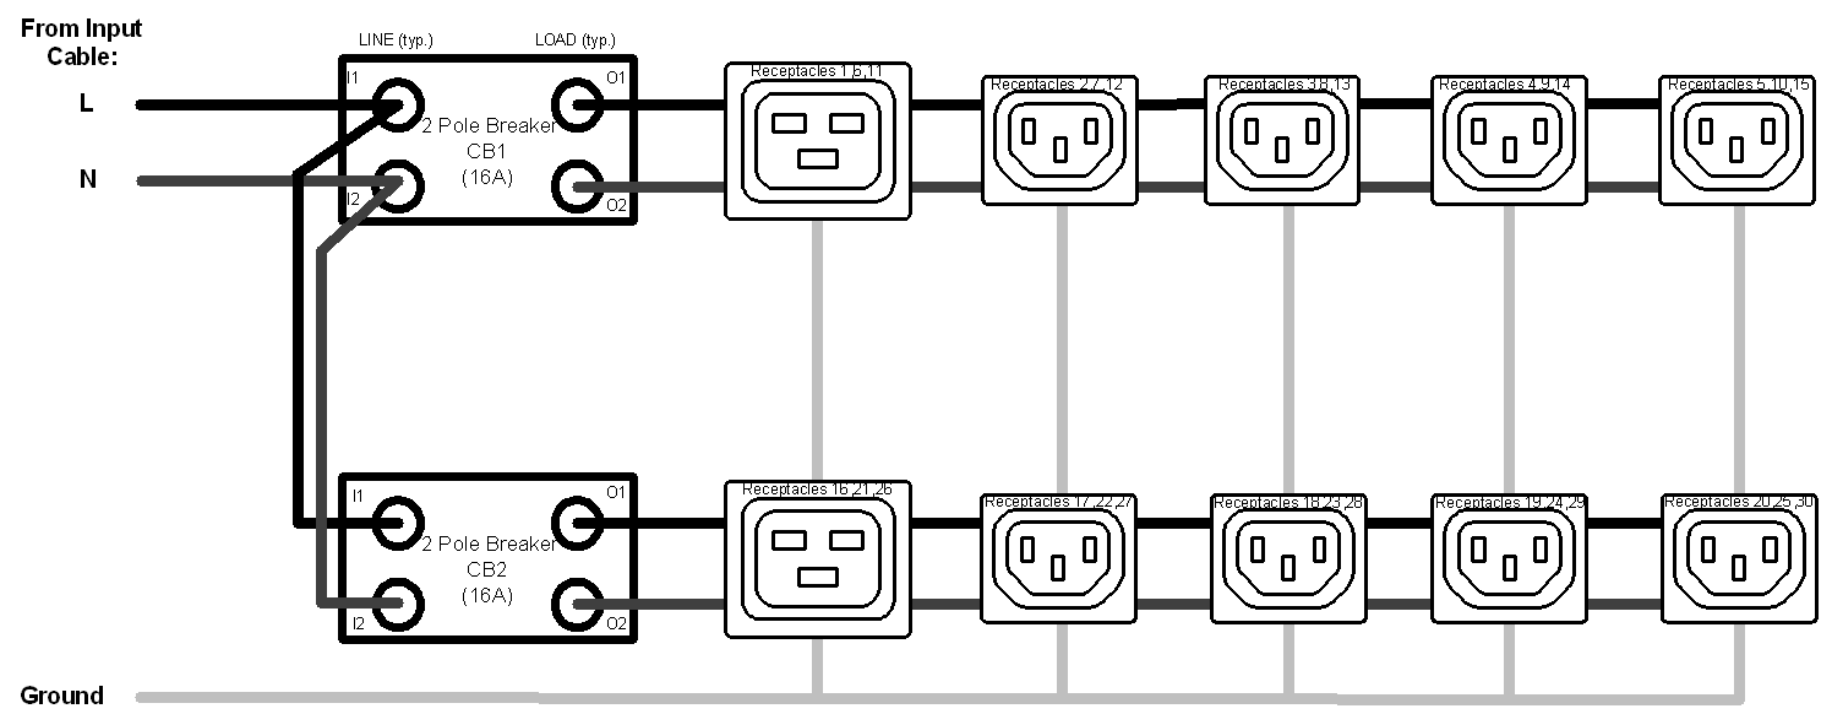 From Input
Cable:
LINE (typ.)
LOAD (typ.)
L
N
I1
O1
2 Pole Breaker
CB1
(16A)
I2
O2
Receptacles 1,6,11
Receptacles 2,7,12
Receptacles 3,8,13
Receptacles 4,9,14
Receptacles 5,10,15
I1
O1
2 Pole Breaker
CB2
(16A)
I2
O2
Receptacles 16,21,26
Receptacles 17,22,27
Receptacles 18,23,28
Receptacles 19,24,29
Receptacles 20,25,30
Ground